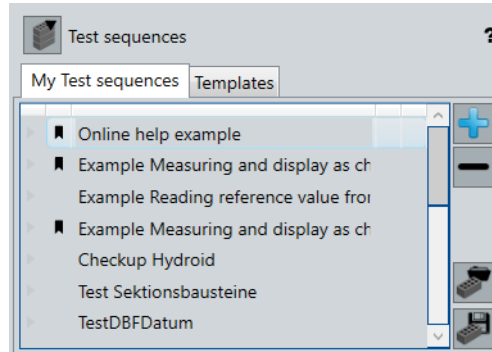 Test sequences
?
My Test sequences Templates
Online help example
Example Measuring and display as ch
Example Reading reference value fror
Example Measuring and display as ch
Checkup Hydroid
Test Sektionsbausteine
TestDBFDatum